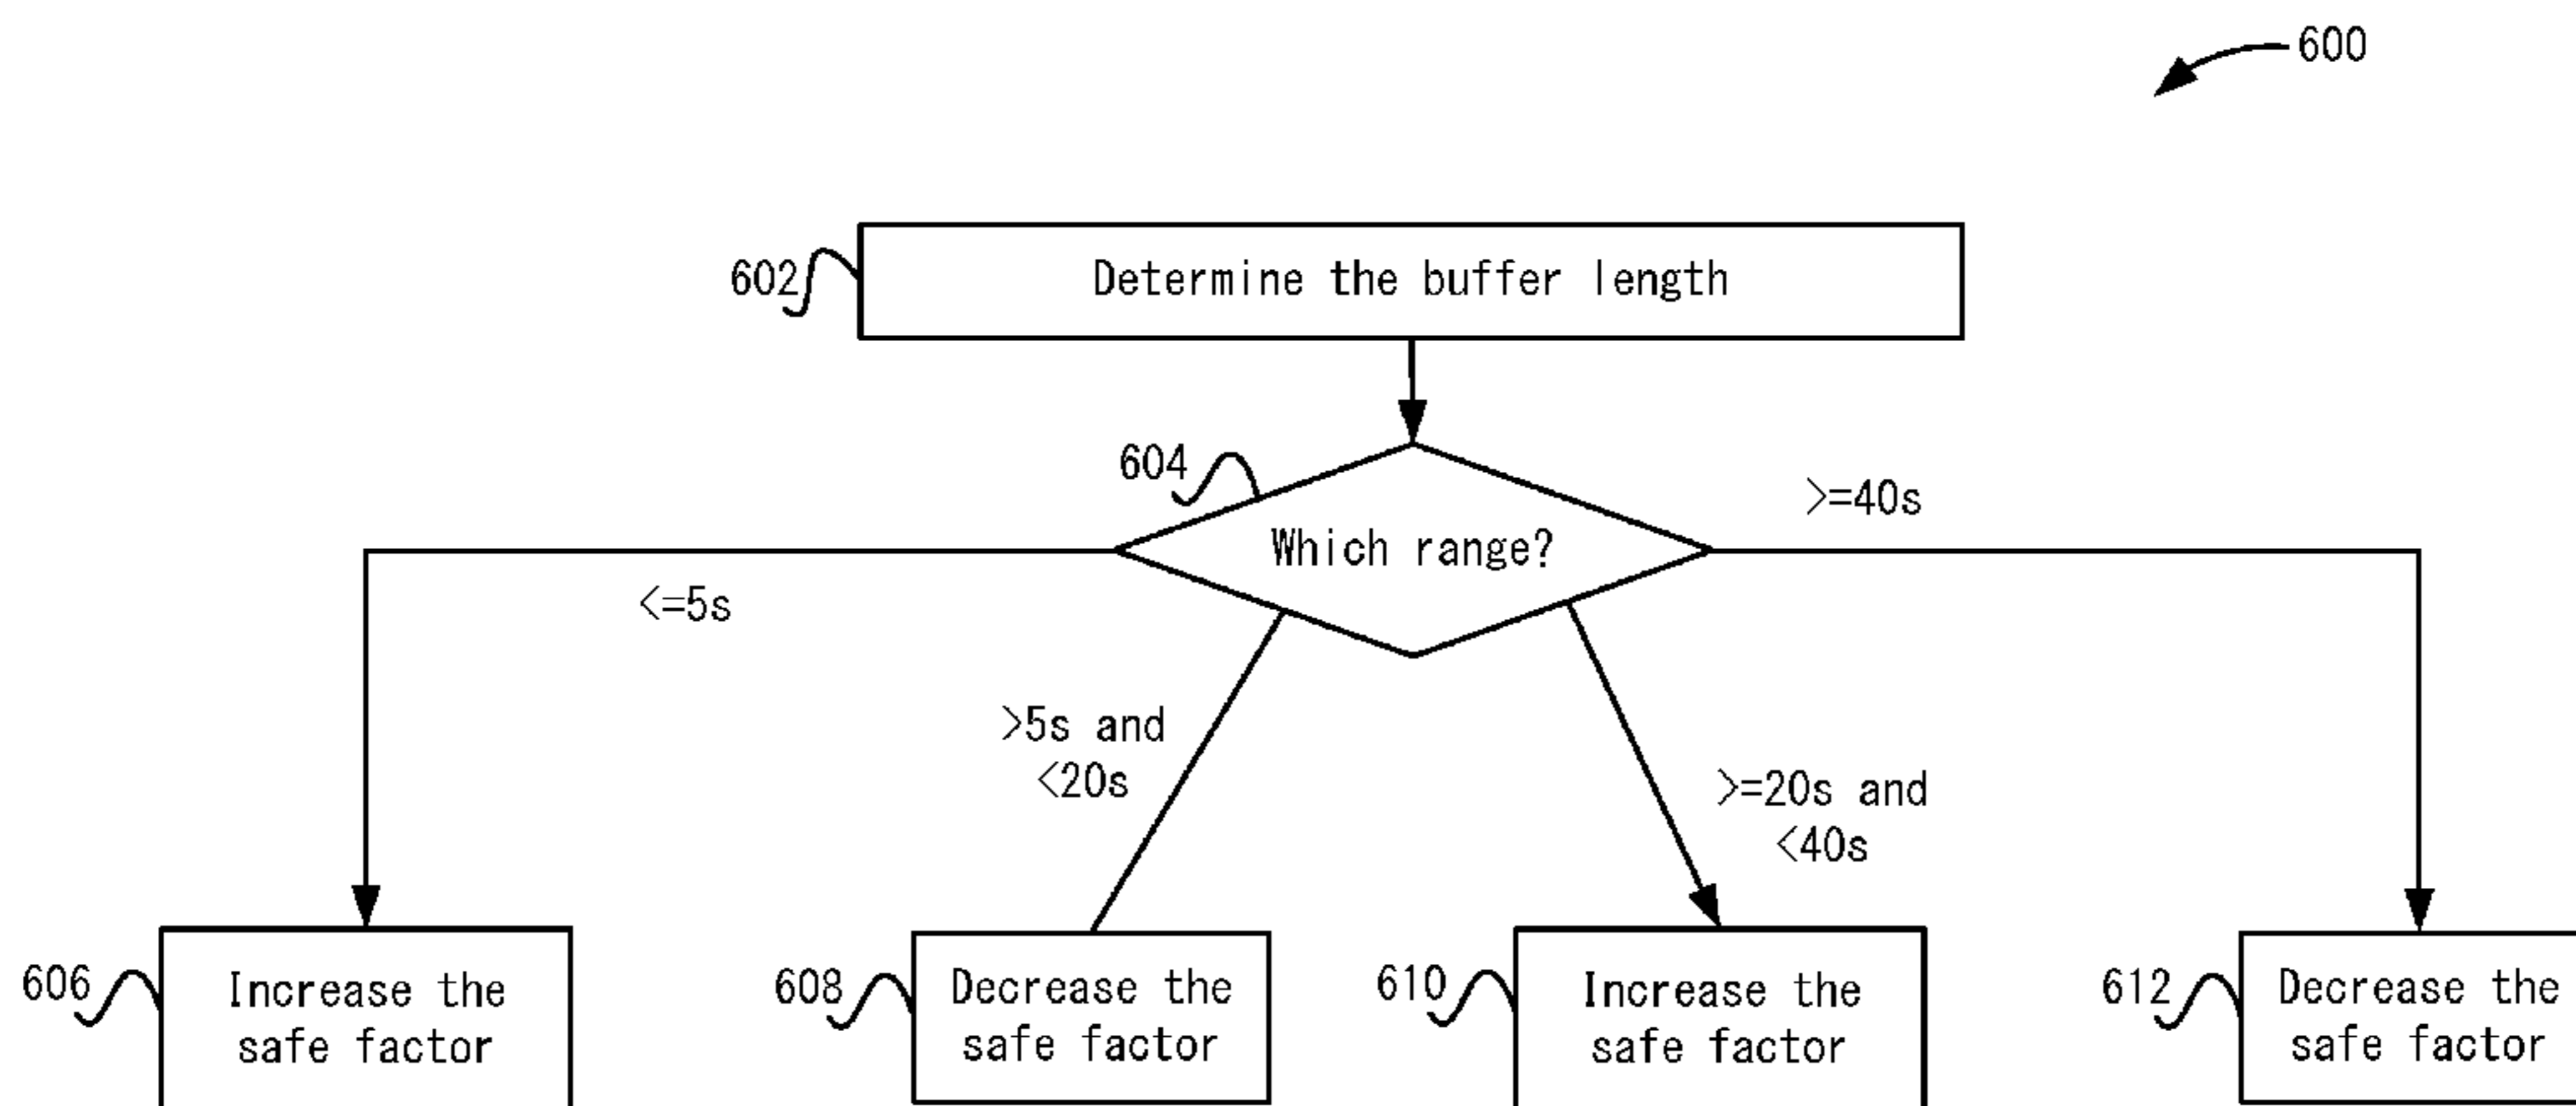 600
602
Determine the buffer length
604
Which range?
>=40s
<=5s
>5s and
<20s
>=20s and
<40s
606
Increase the
safe factor
608
Decrease the
safe factor
610
Increase the
safe factor
612
Decrease the
safe factor